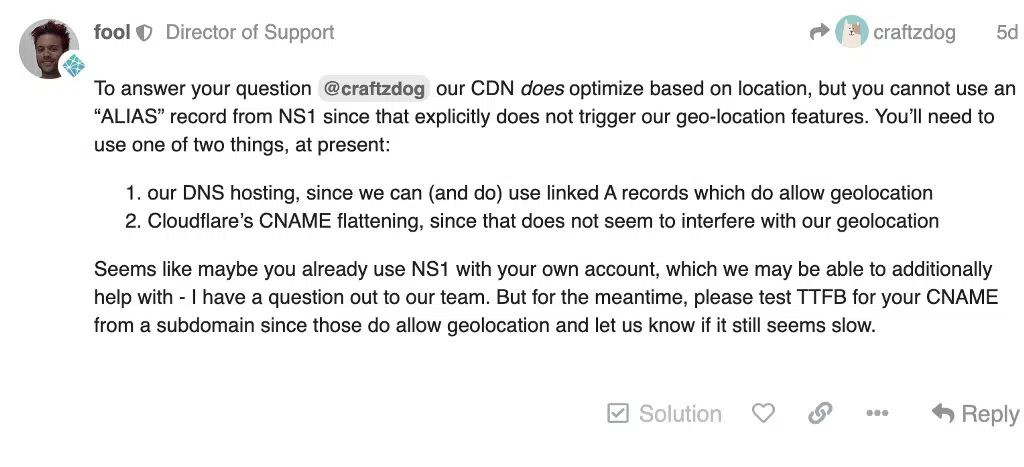 fool Director of Support craftzdog 5d
To answer your question @craftzdog our CDN does optimize based on location, but you cannot use an
“ALIAS” record from NS1 since that explicitly does not trigger our geo-location features. You’ll need to
use one of two things, at present:
1. our DNS hosting, since we can (and do) use linked A records which do allow geolocation
2. Cloudflare’s CNAME flattening, since that does not seem to interfere with our geolocation
Seems like maybe you already use NS1 with your own account, which we may be able to additionally
help with - I have a question out to our team. But for the meantime, please test TTFB for your CNAME
from a subdomain since those do allow geolocation and let us know if it still seems slow.
Solution Reply